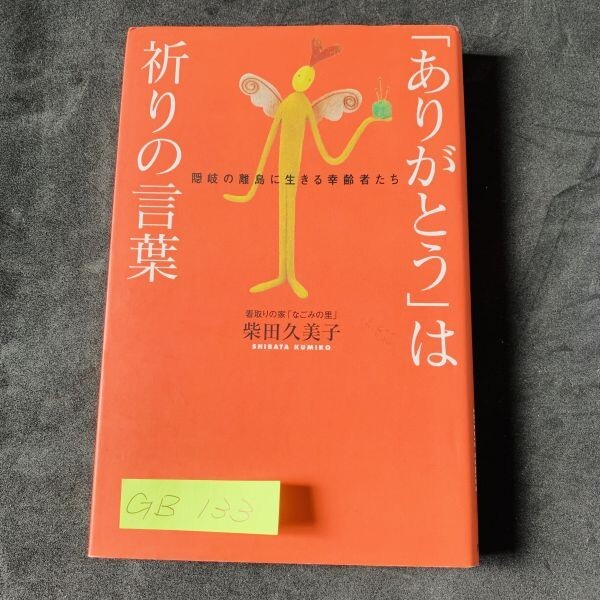 「ありがとう」は
祈りの言葉
隠岐の離島に生きる幸齢者たち
看取りの家「なごみの里」
柴田久美子
SHIBATA KUMIKO
GB 133